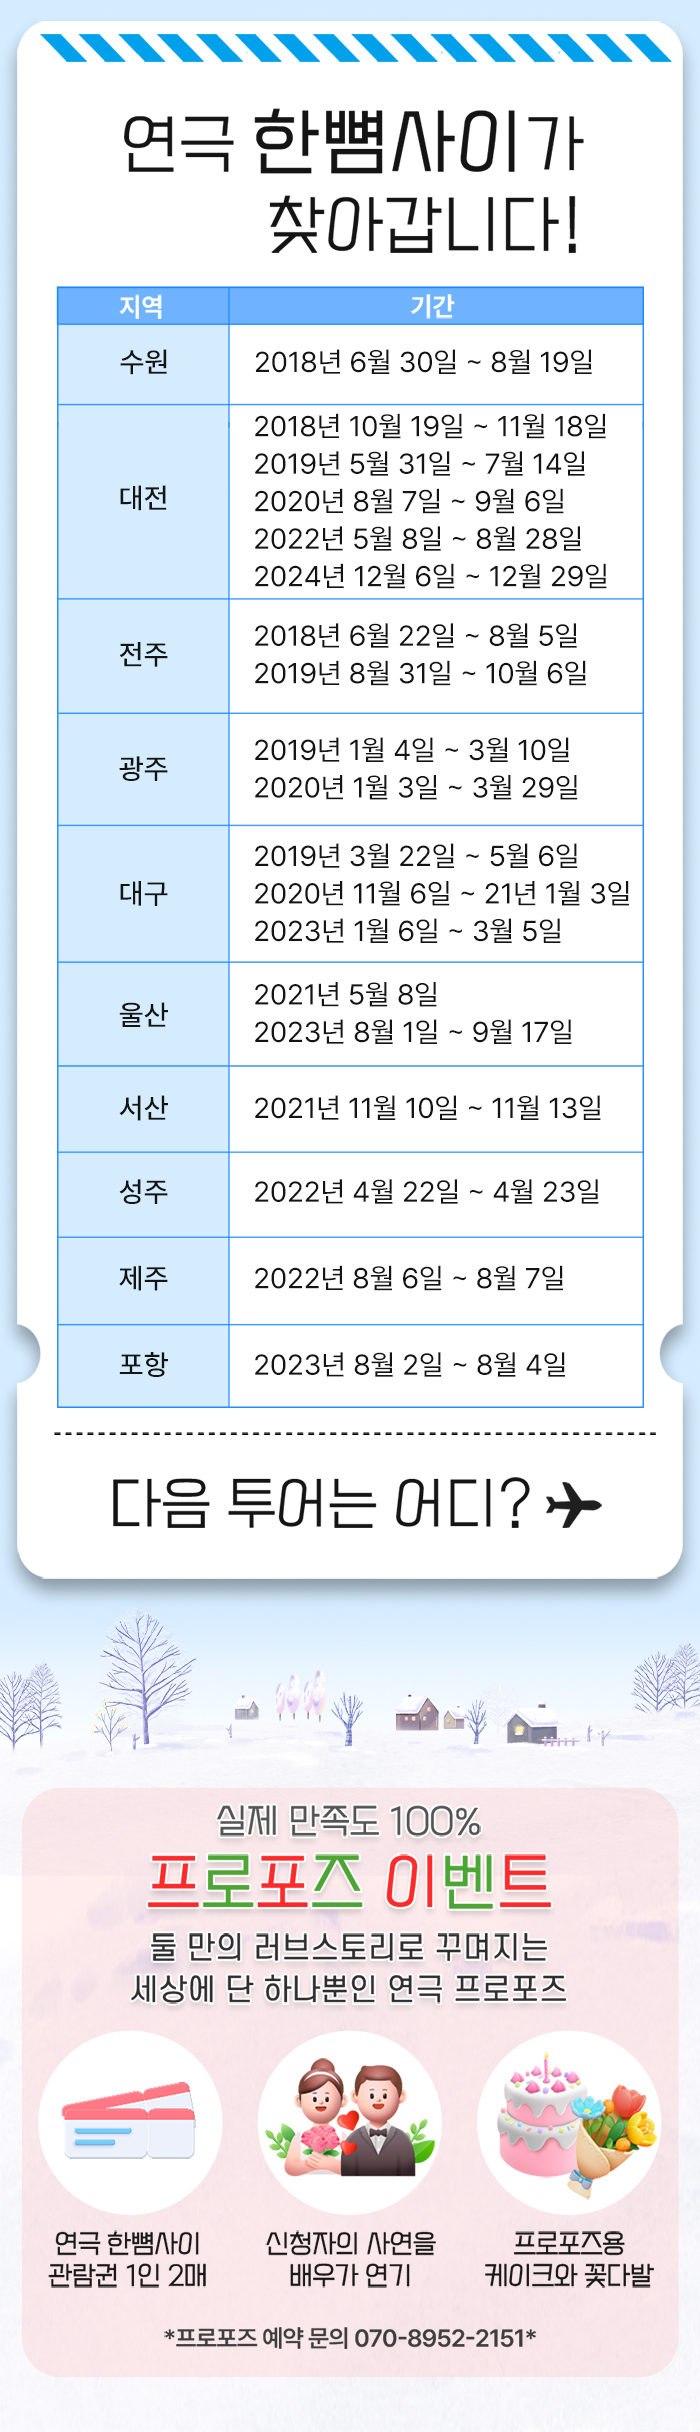 연극 한뼘사이가
찾아갑니다!
지역 기간
수원 2018년 6월 30일 ~ 8월 19일
대전
2018년 10월 19일 ~ 11월 18일
2019년 5월 31일 ~ 7월 14일
2020년 8월 7일 ~ 9월 6일
2022년 5월 8일 ~ 8월 28일
2024년 12월 6일 ~ 12월 29일
전주
2018년 6월 22일 ~ 8월 5일
2019년 8월 31일 ~ 10월 6일
광주
2019년 1월 4일 ~ 3월 10일
2020년 1월 3일 ~ 3월 29일
대구
2019년 3월 22일 ~ 5월 6일
2020년 11월 6일 ~ 21년 1월 3일
2023년 1월 6일 ~ 3월 5일
울산
2021년 5월 8일
2023년 8월 1일 ~ 9월 17일
서산 2021년 11월 10일 ~ 11월 13일
성주 2022년 4월 22일 ~ 4월 23일
제주 2022년 8월 6일 ~ 8월 7일
포항 2023년 8월 2일 ~ 8월 4일
다음 투어는 어디?
실제 만족도 100%
프로포즈 이벤트
둘 만의 러브스토리로 꾸며지는
세상에 단 하나뿐인 연극 프로포즈
연극 한뼘사이
관람권 1인 2매
신청자의 사연을
배우가 연기
프로포즈용
케이크와 꽃다발
*프로포즈 예약 문의 070-8952-2151*